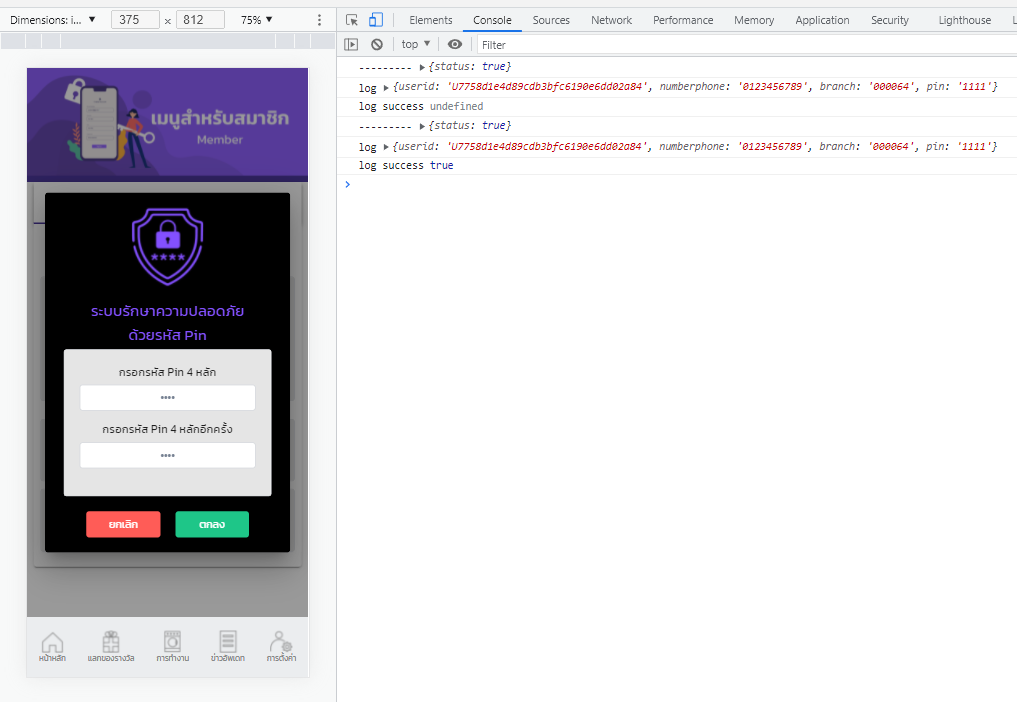 Dimensions: i... ▼ 375 × 812 75% ▼
Elements Console Sources Network Performance Memory Application Security Lighthouse
top ▼ Filter
--------- ▶{status: true}
log ▶{userid: 'U7758d1e4d89cdb3bfc6190e6dd02a84', numberphone: '0123456789', branch: '000064', pin: '1111'}
log success undefined
--------- ▶{status: true}
log ▶{userid: 'U7758d1e4d89cdb3bfc6190e6dd02a84', numberphone: '0123456789', branch: '000064', pin: '1111'}
log success true
เมนูสำหรับสมาชิก
Member
ระบบรักษาความปลอดภัย
ด้วยรหัส Pin
กรอกรหัส Pin 4 หลัก
••••
กรอกรหัส Pin 4 หลักอีกครั้ง
••••
ยกเลิก ตกลง
หน้าหลัก แลกของรางวัล การทำงาน ข่าวอัพเดท การตั้งค่า